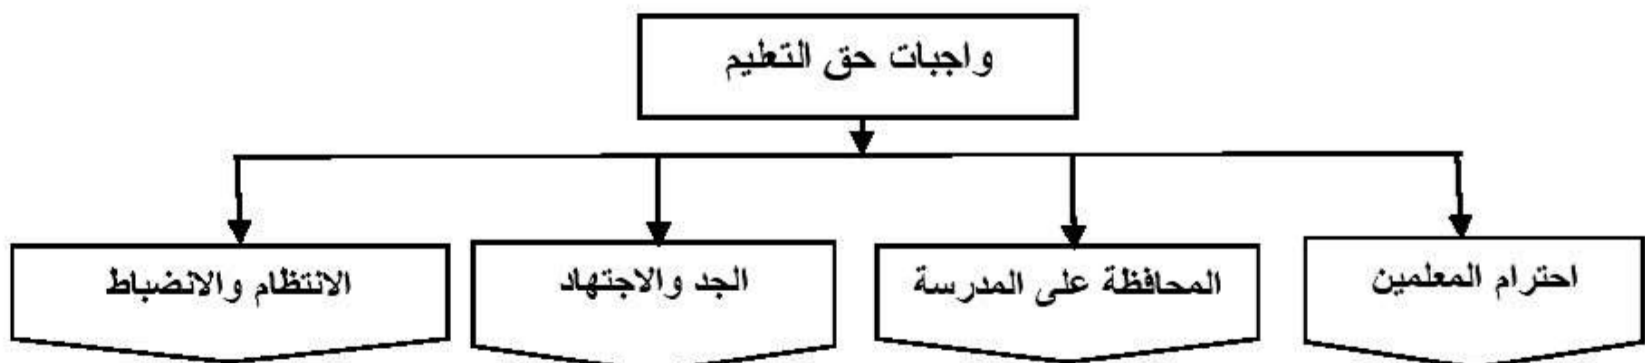 واجبات حق التعليم
احترام المعلمين
المحافظة على المدرسة
الجد والاجتهاد
الانتظام والانضباط